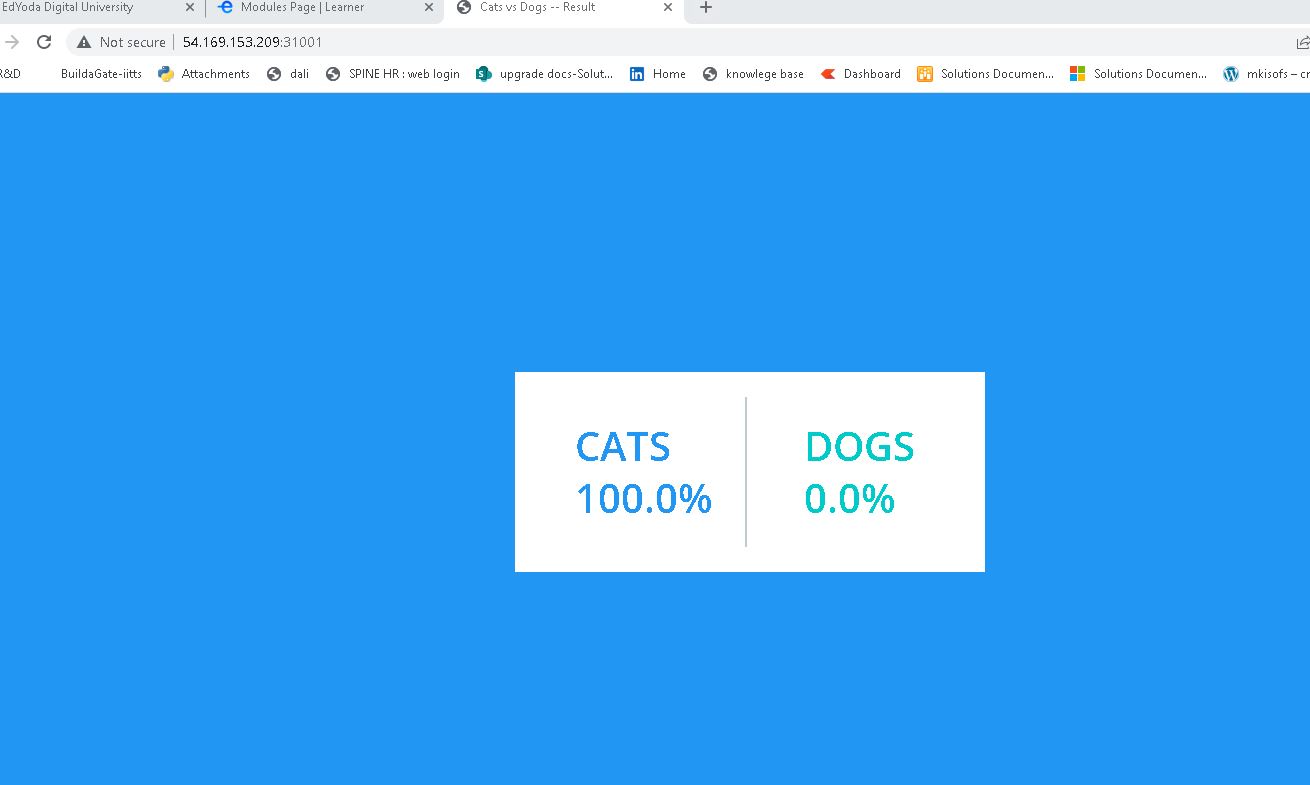 EdYoda Digital University
Modules Page | Learner
Cats vs Dogs -- Result
Not secure
54.169.153.209:31001
R&D
BuildaGate-iitts
Attachments
dali
SPINE HR : web login
upgrade docs-Solut...
Home
knowlege base
Dashboard
Solutions Documen...
Solutions Documen...
mkisofs – cr
CATS
100.0%
DOGS
0.0%